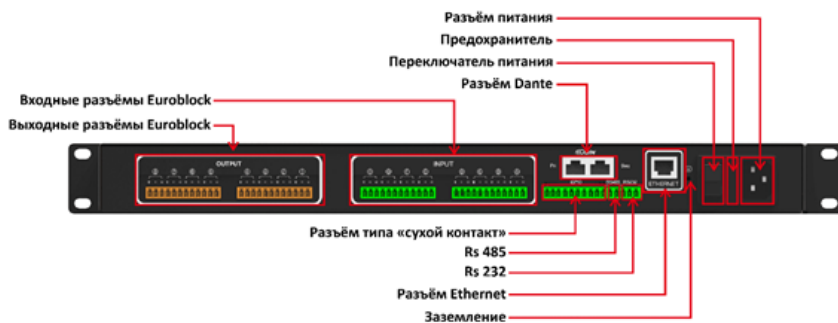 Разъём питания
Предохранитель
Переключатель питания
Разъём Dante
Входные разъёмы Euroblock
Выходные разъёмы Euroblock
OUTPUT
INPUT
ETHERNET
Разъём типа «сухой контакт»
Rs 485
Rs 232
Разъём Ethernet
Заземление